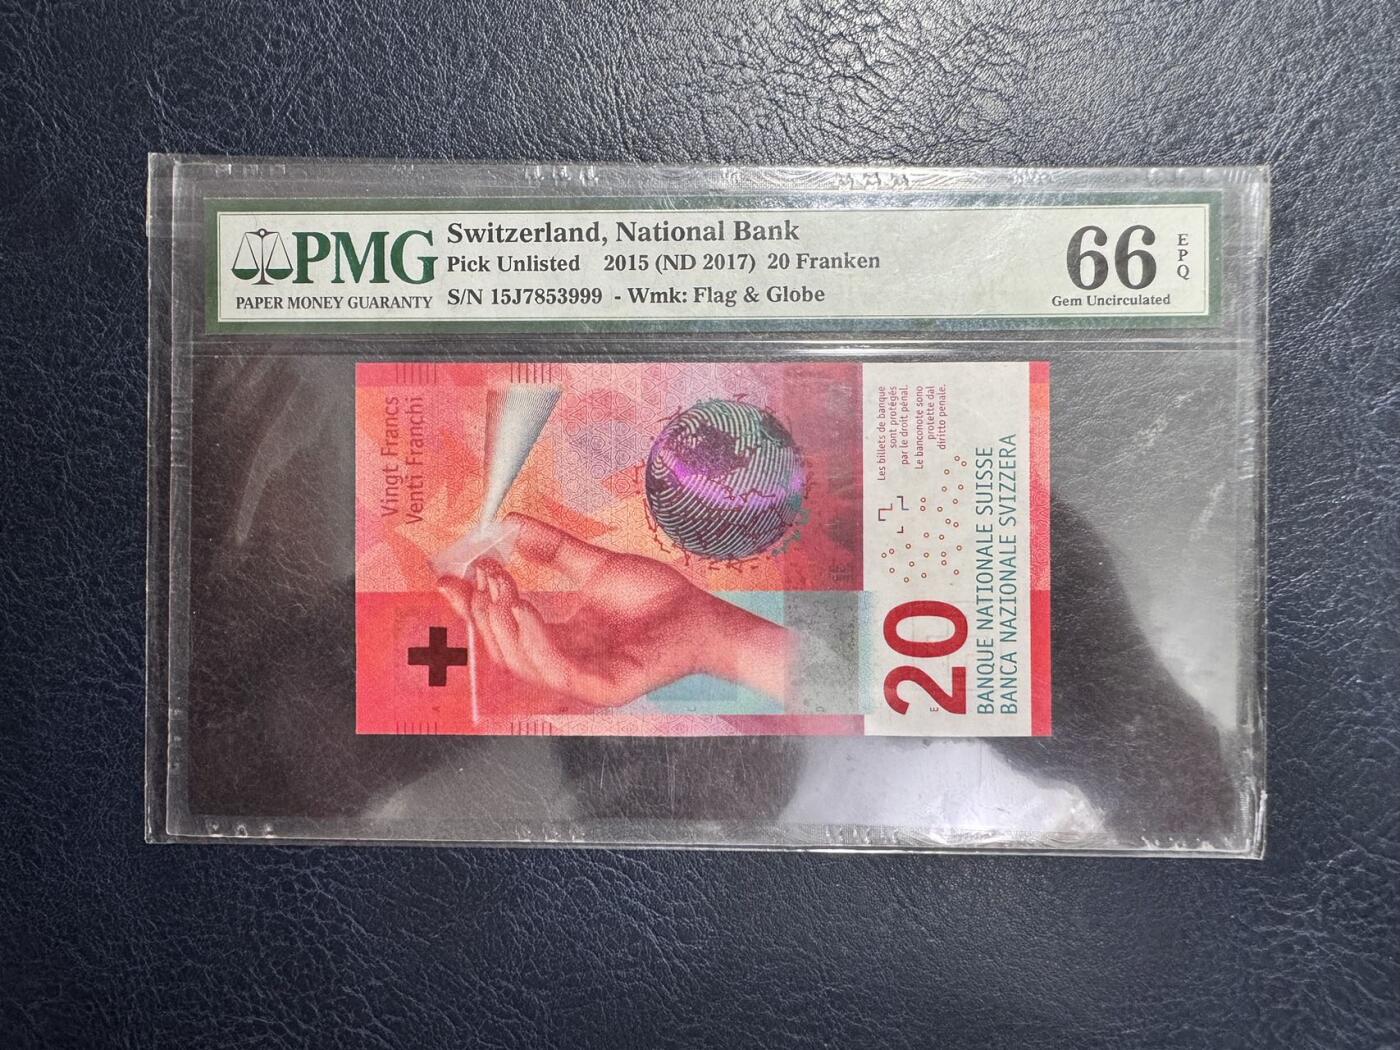 PMG
PAPER MONEY GUARANTY
Switzerland, National Bank
Pick Unlisted 2015 (ND 2017) 20 Franken
S/N 15J7853999 - Wmk: Flag & Globe
66
EPQ
Gem Uncirculated
Vingt Francs
Venti Franchi
Les billets de banque
sont protégés
par le droit pénal.
Le banconote sono
protette dal
diritto penale.
20
BANQUE NATIONALE SUISSE
BANCA NAZIONALE SVIZZERA
A
B
C
D
E